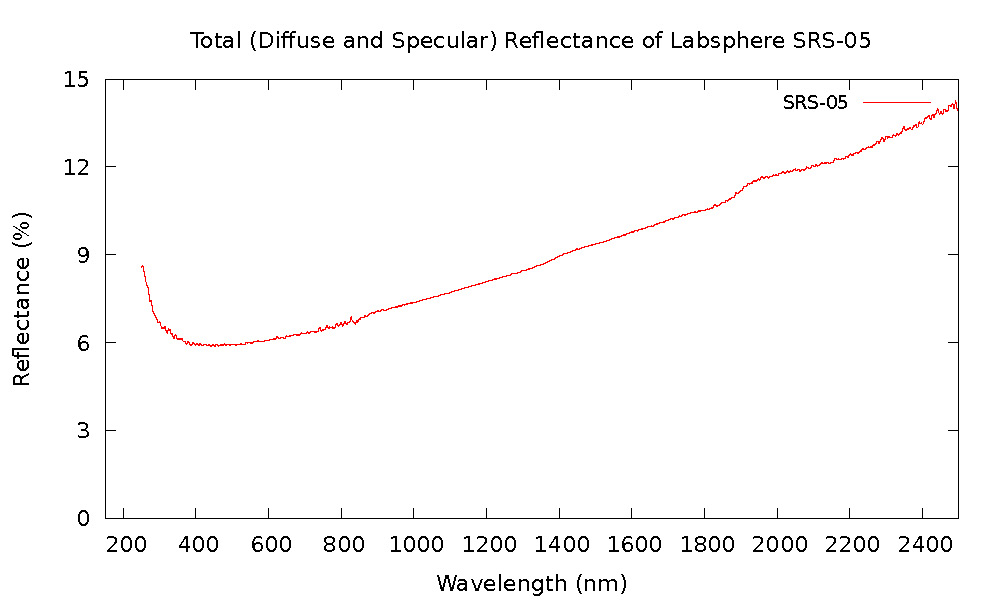 Total (Diffuse and Specular) Reflectance of Labsphere SRS-05
15
SRS-05
12
9
6
3
0
Reflectance (%)
200 400 600 800 1000 1200 1400 1600 1800 2000 2200 2400
Wavelength (nm)